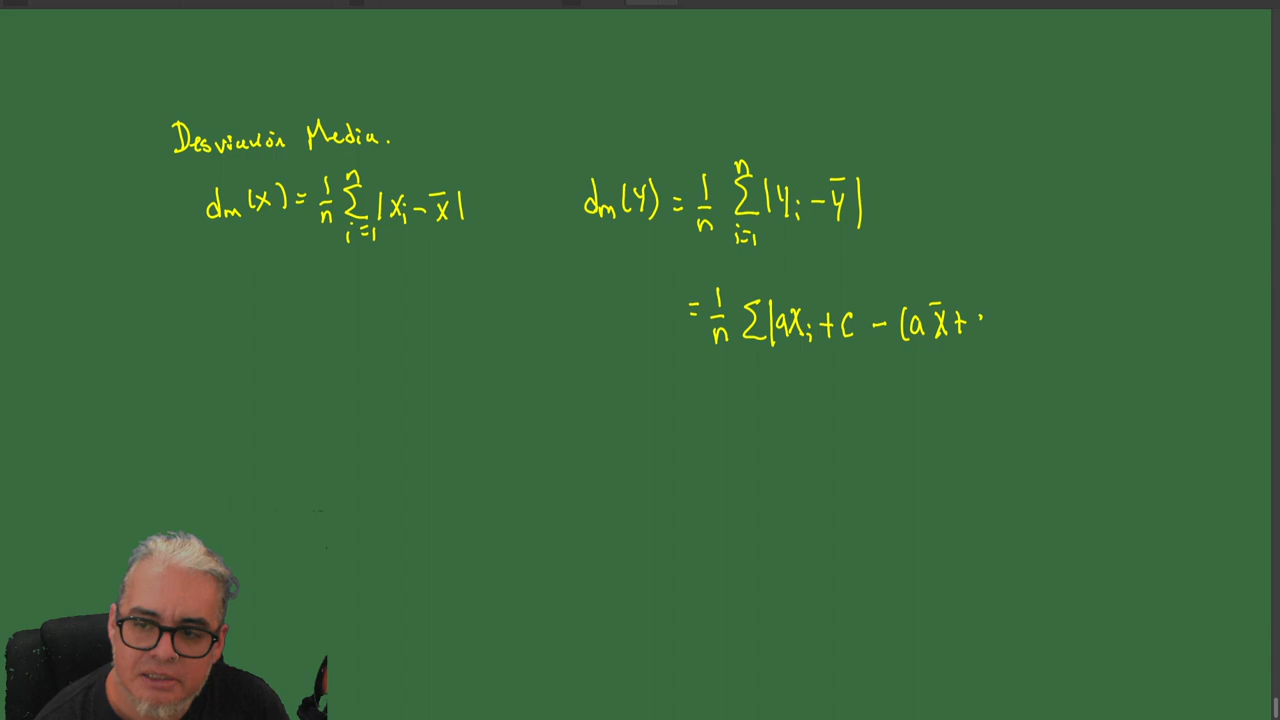 Desviación Media.
dm(x) = 1/n ∑_{i=1}^{n} |xi - x̄|
dm(y) = 1/n ∑_{i=1}^{n} |yi - ȳ|
= 1/n ∑|axi + c - (a x̄ +